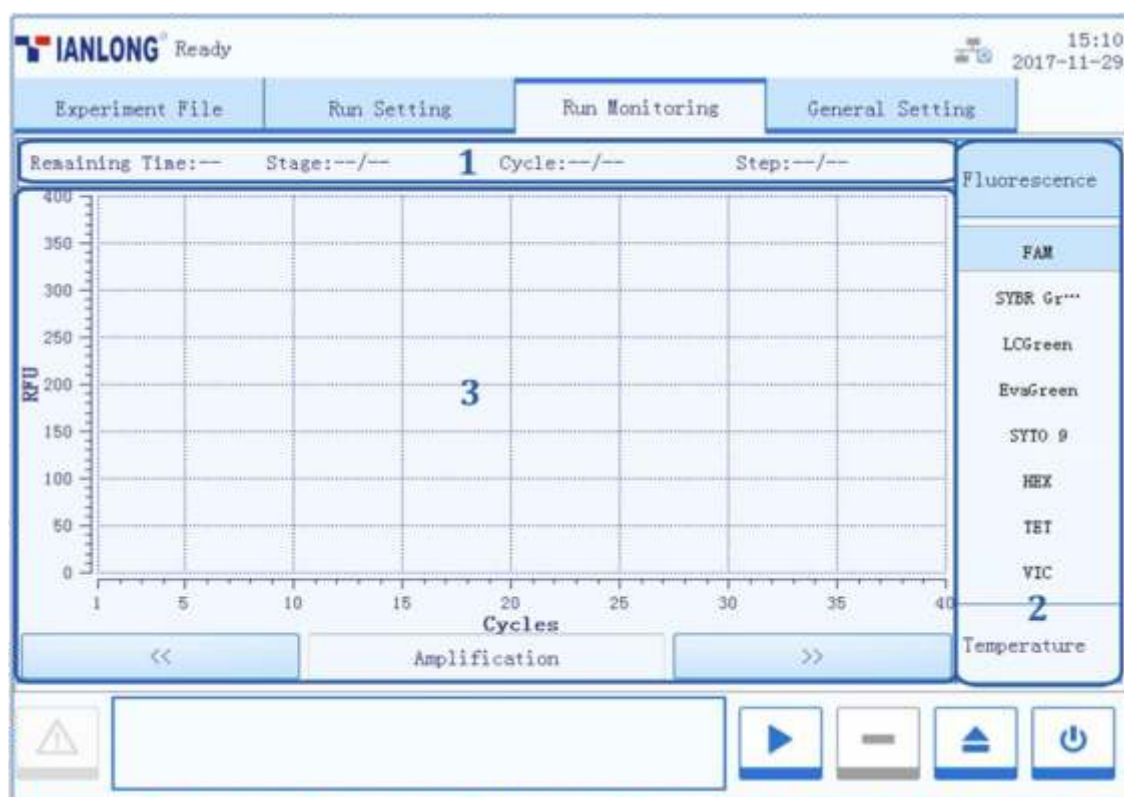 TIANLONG® Ready
15:10
2017-11-29
Experiment File Run Setting Run Monitoring General Setting
Remaining Time:-- Stage:--/-- 1 Cycle:--/-- Step:--/--
Fluorescence
400
350
300
250
200
150
100
50
0
RFU
3
1 5 10 15 20 25 30 35 40
Cycles
<< Amplification >>
FAM
SYBR Gr…
LCGreen
EvaGreen
SYTO 9
HEX
TET
VIC
2
Temperature